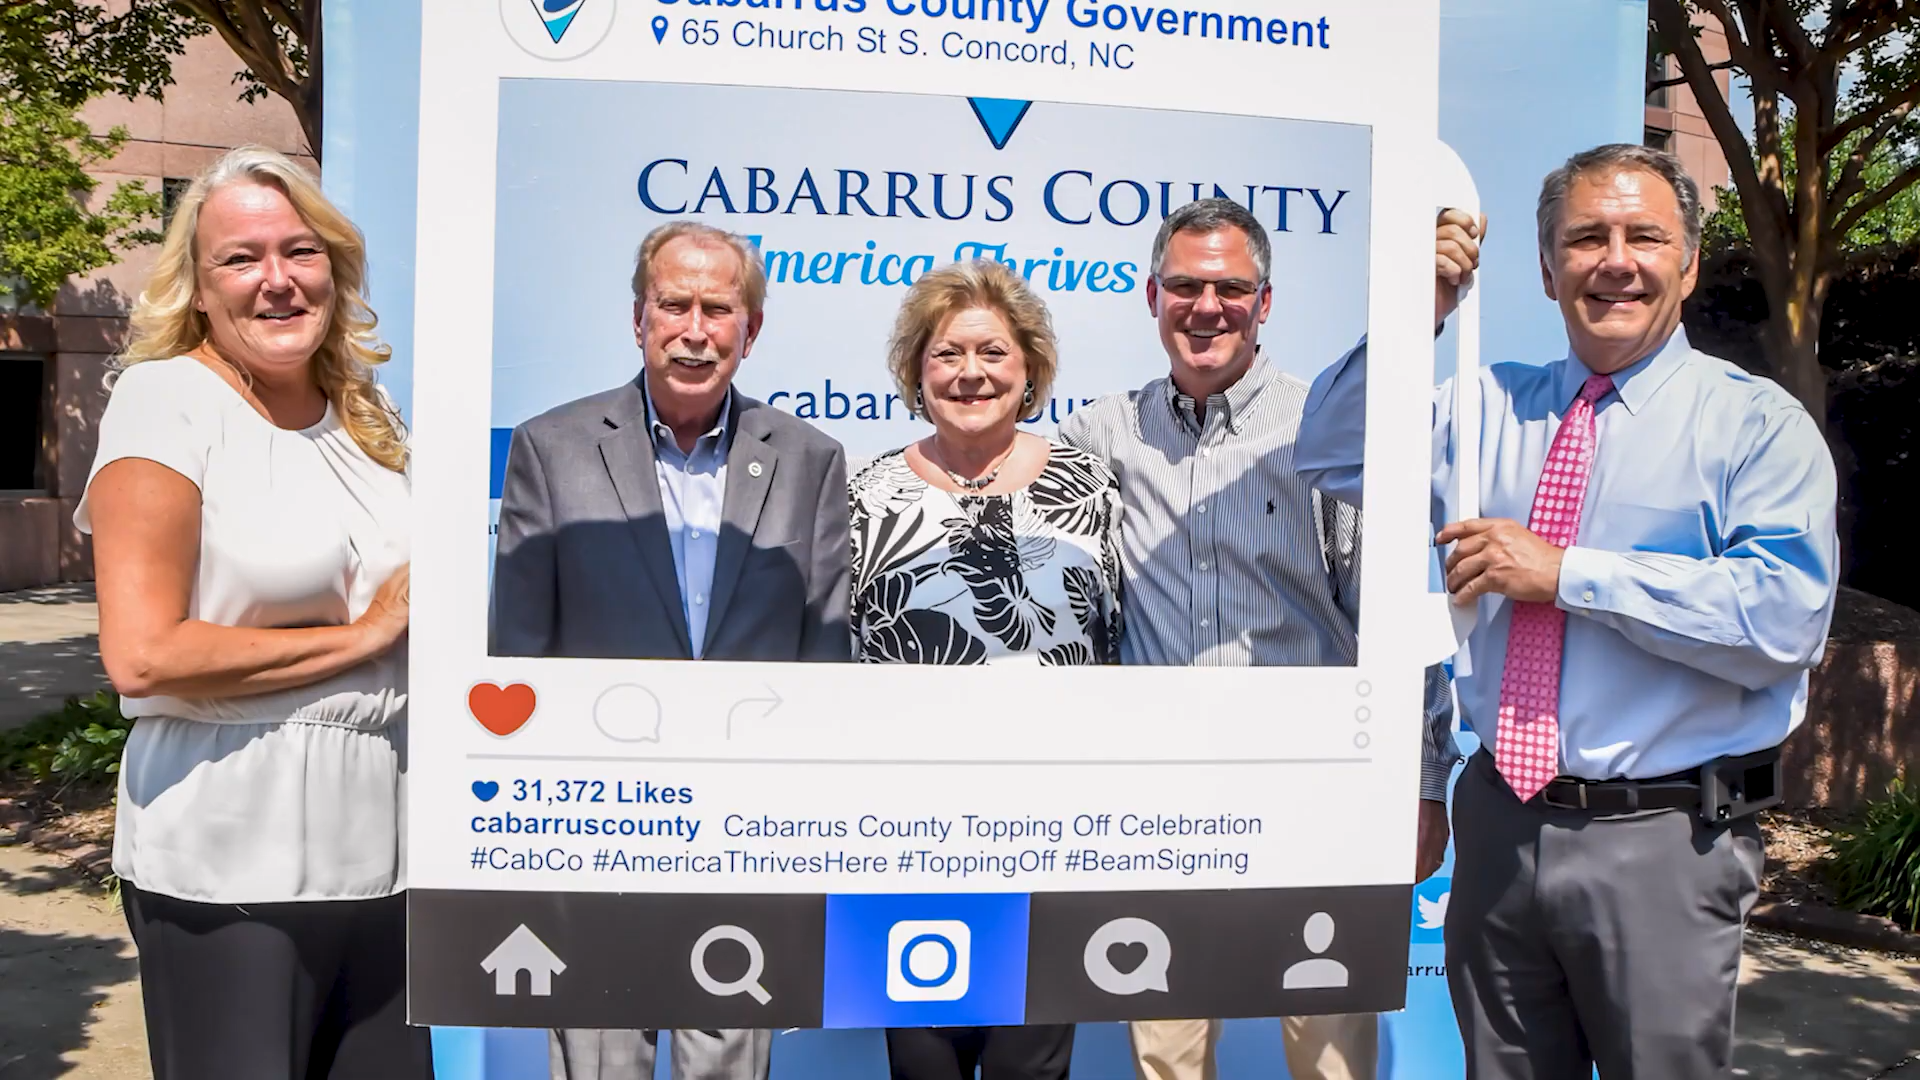 Cabarrus County Government
65 Church St S. Concord, NC
CABARRUS COUNTY
America Thrives
cabar
31,372 Likes
cabarruscounty Cabarrus County Topping Off Celebration
#CabCo #AmericaThrivesHere #ToppingOff #BeamSigning